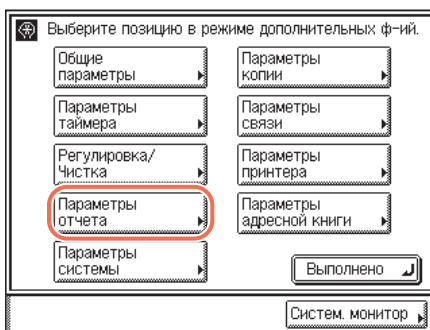 Выберите позицию в режиме дополнительных ф-ий.
Общие
параметры
Параметры
копии
Параметры
таймера
Параметры
связи
Регулировка/
Чистка
Параметры
принтера
Параметры
отчета
Параметры
адресной книги
Параметры
системы
Выполнено
Систем. монитор